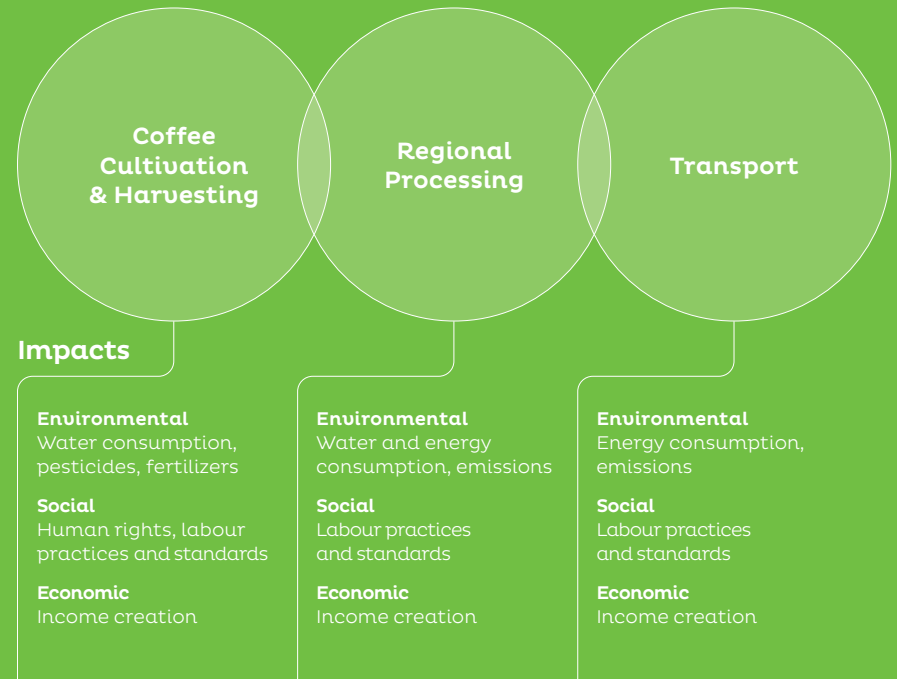 Coffee
Cultivation
& Harvesting
Regional
Processing
Transport
Impacts
Environmental
Water consumption,
pesticides, fertilizers
Social
Human rights, labour
practices and standards
Economic
Income creation
Environmental
Water and energy
consumption, emissions
Social
Labour practices
and standards
Economic
Income creation
Environmental
Energy consumption,
emissions
Social
Labour practices
and standards
Economic
Income creation